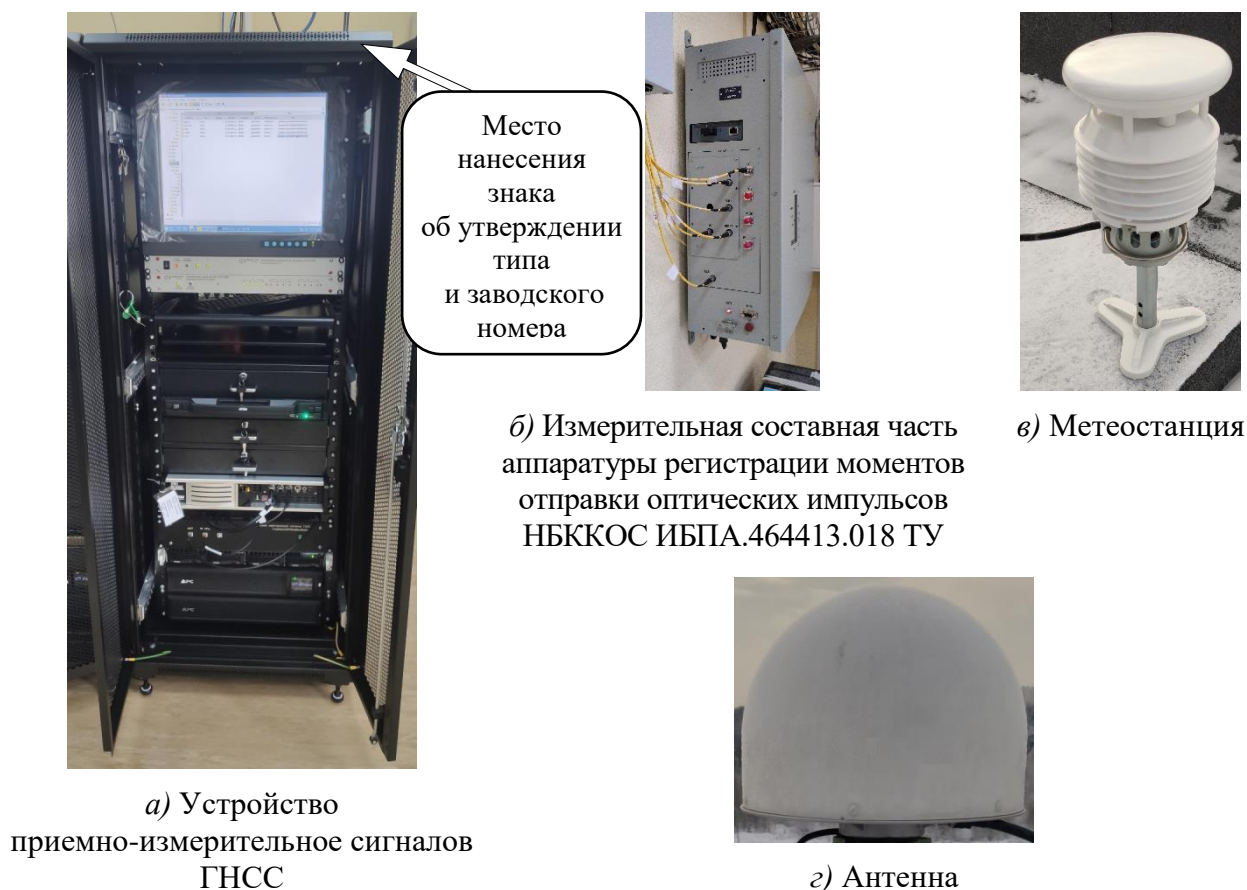 Место
нанесения
знака
об утверждении
типа
и заводского
номера
б) Измерительная составная часть
аппаратуры регистрации моментов
отправки оптических импульсов
НБККОС ИБПА.464413.018 ТУ
в) Метеостанция
а) Устройство
приемно-измерительное сигналов
ГНСС
г) Антенна
APC